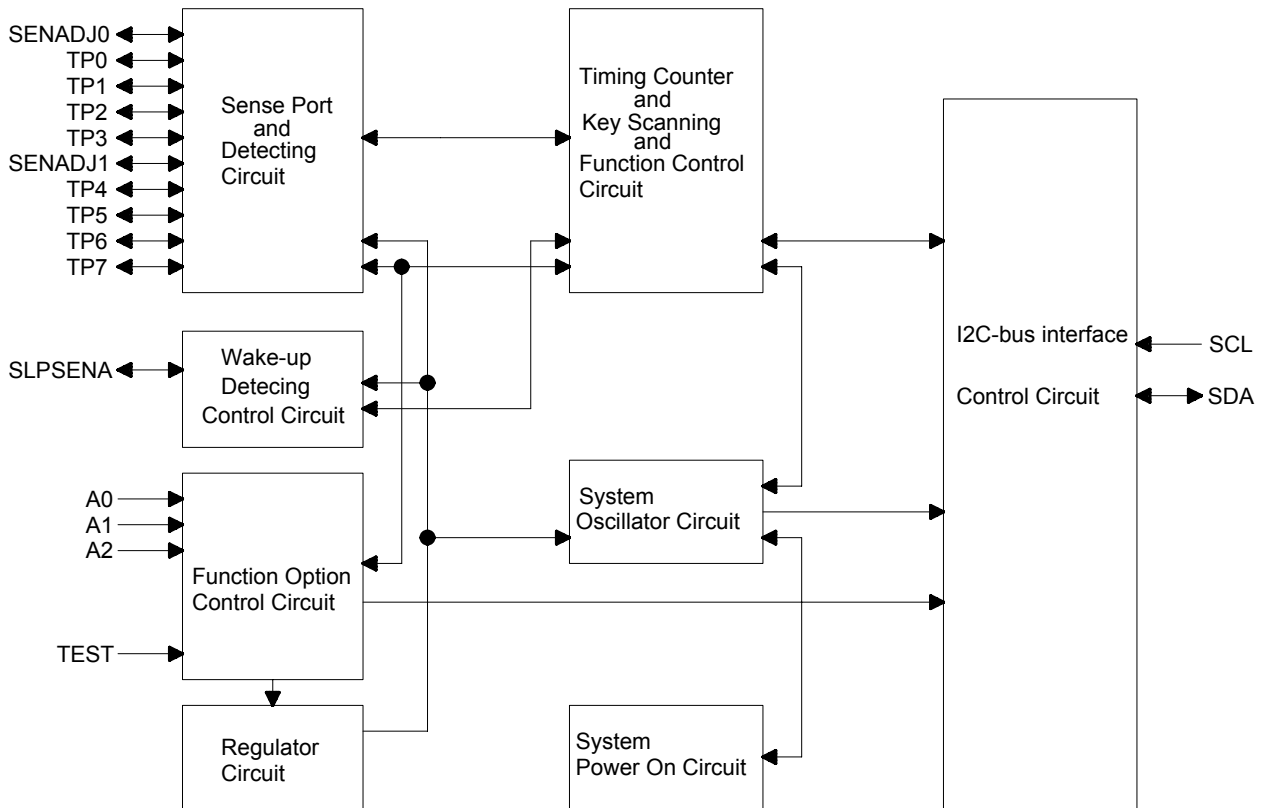 SENADJ0
TP0
TP1
TP2
TP3
SENADJ1
TP4
TP5
TP6
TP7
Sense Port
and
Detecting
Circuit
Timing Counter
and
Key Scanning
and
Function Control
Circuit
SLPSENA
Wake-up
Detecing
Control Circuit
I2C-bus interface
Control Circuit
SCL
SDA
A0
A1
A2
TEST
Function Option
Control Circuit
System
Oscillator Circuit
Regulator
Circuit
System
Power On Circuit